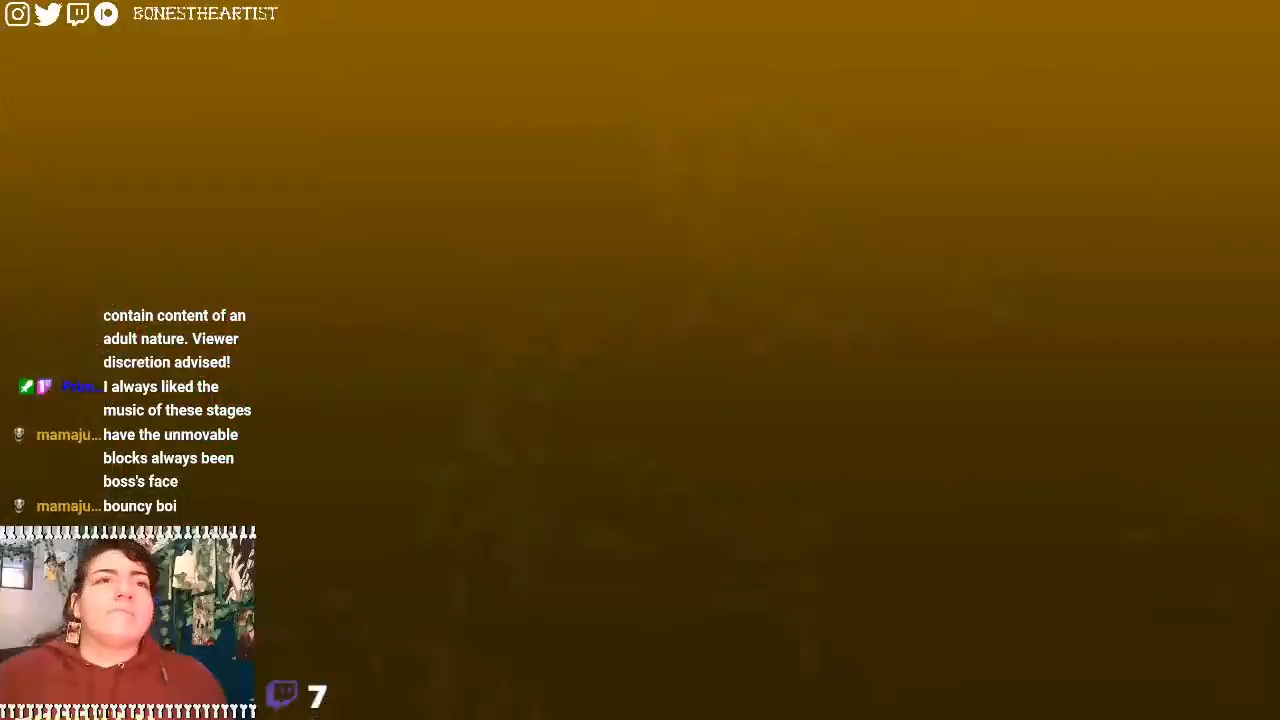 BONESTHEARTIST
contain content of an
adult nature. Viewer
discretion advised!
Prim... I always liked the
music of these stages
mamaju... have the unmovable
blocks always been
boss's face
mamaju... bouncy boi
7